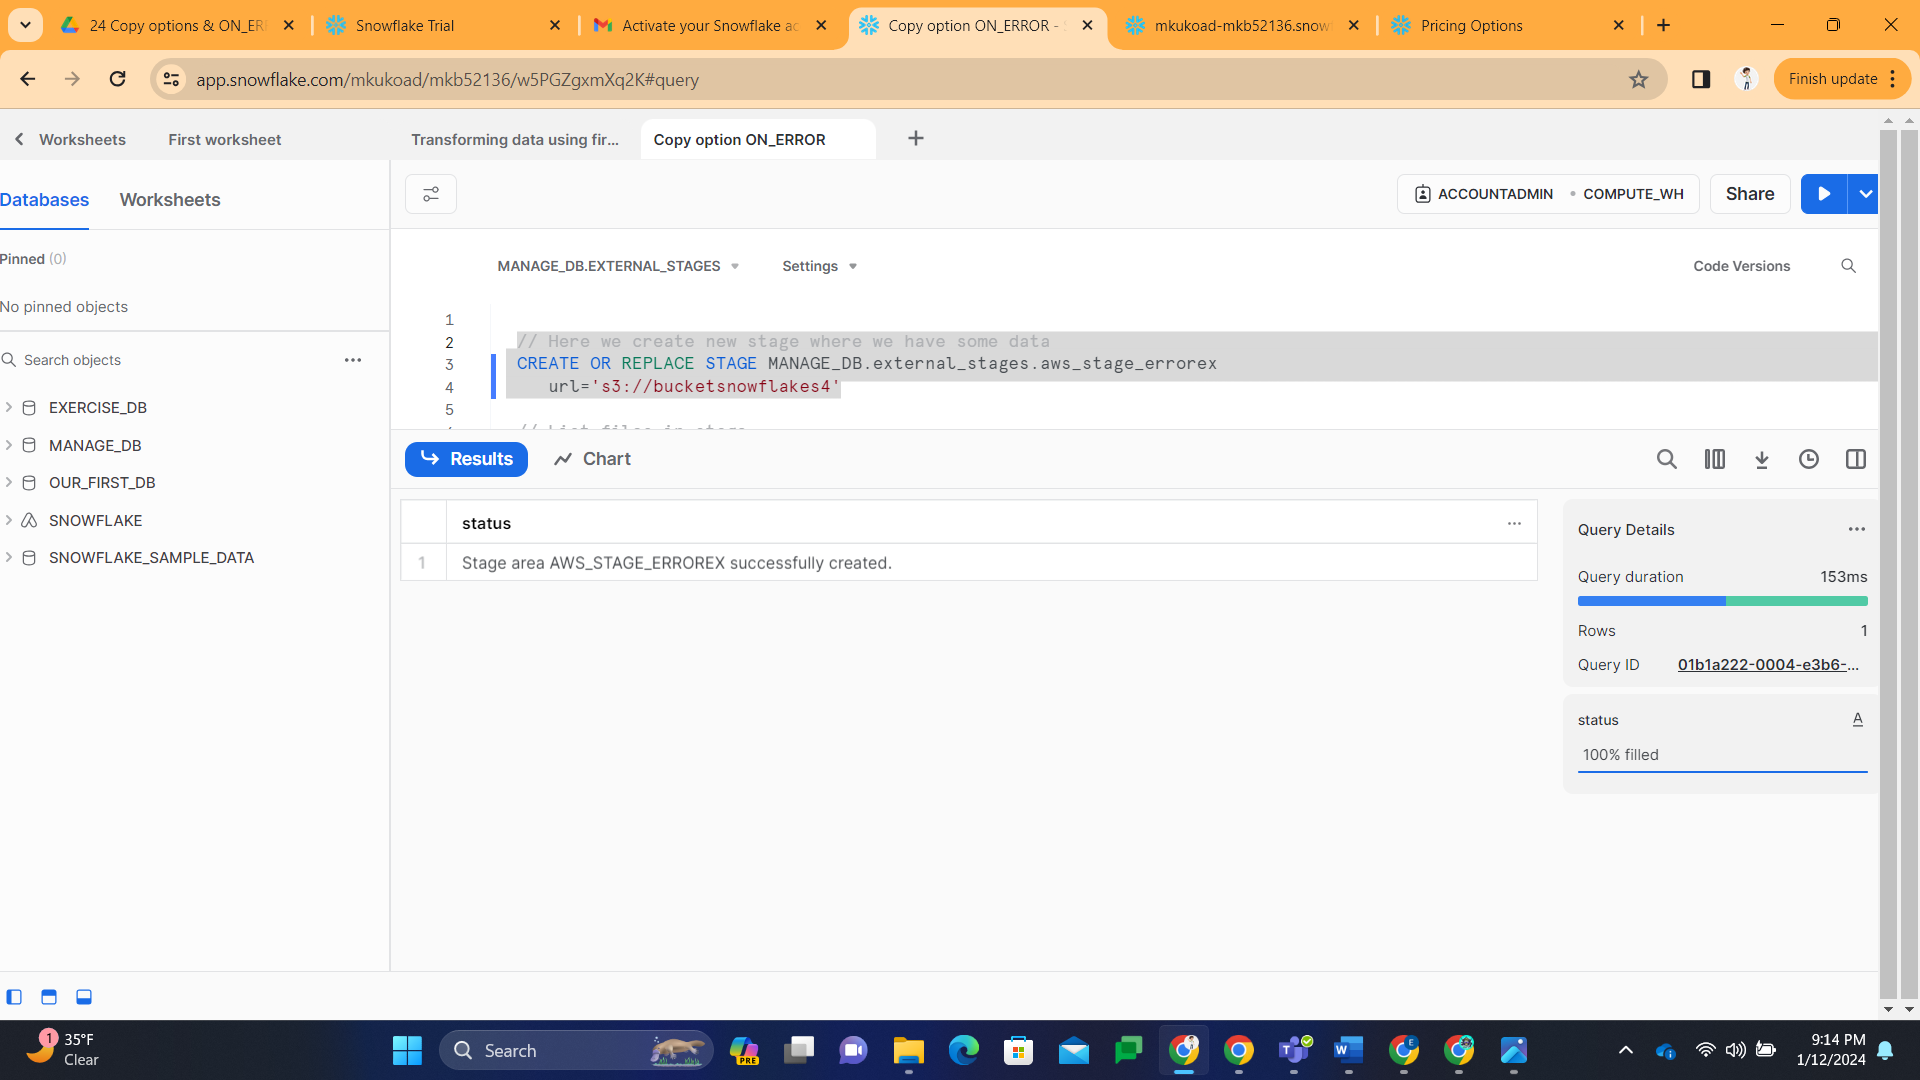 24 Copy options & ON_ER
Snowflake Trial
Activate your Snowflake ac
Copy option ON_ERROR -
mkukoad-mkb52136.snow
Pricing Options
app.snowflake.com/mkukoad/mkb52136/w5PGZgxmXq2K#query
Finish update
Worksheets
First worksheet
Transforming data using fir...
Copy option ON_ERROR
Databases
Worksheets
ACCOUNTADMIN
COMPUTE_WH
Share
Pinned (0)
No pinned objects
MANAGE_DB.EXTERNAL_STAGES
Settings
Code Versions
Search objects
EXERCISE_DB
MANAGE_DB
OUR_FIRST_DB
SNOWFLAKE
SNOWFLAKE_SAMPLE_DATA
1
2 // Here we create new stage where we have some data
3 CREATE OR REPLACE STAGE MANAGE_DB.external_stages.aws_stage_errorex
4 url='s3://bucketsnowflakes4'
5
// List files in stage
Results
Chart
status
1 Stage area AWS_STAGE_ERROREX successfully created.
Query Details
Query duration 153ms
Rows 1
Query ID 01b1a222-0004-e3b6-...
status A
100% filled
1
35°F
Clear
Search
PRE
W
E
9:14 PM
1/12/2024